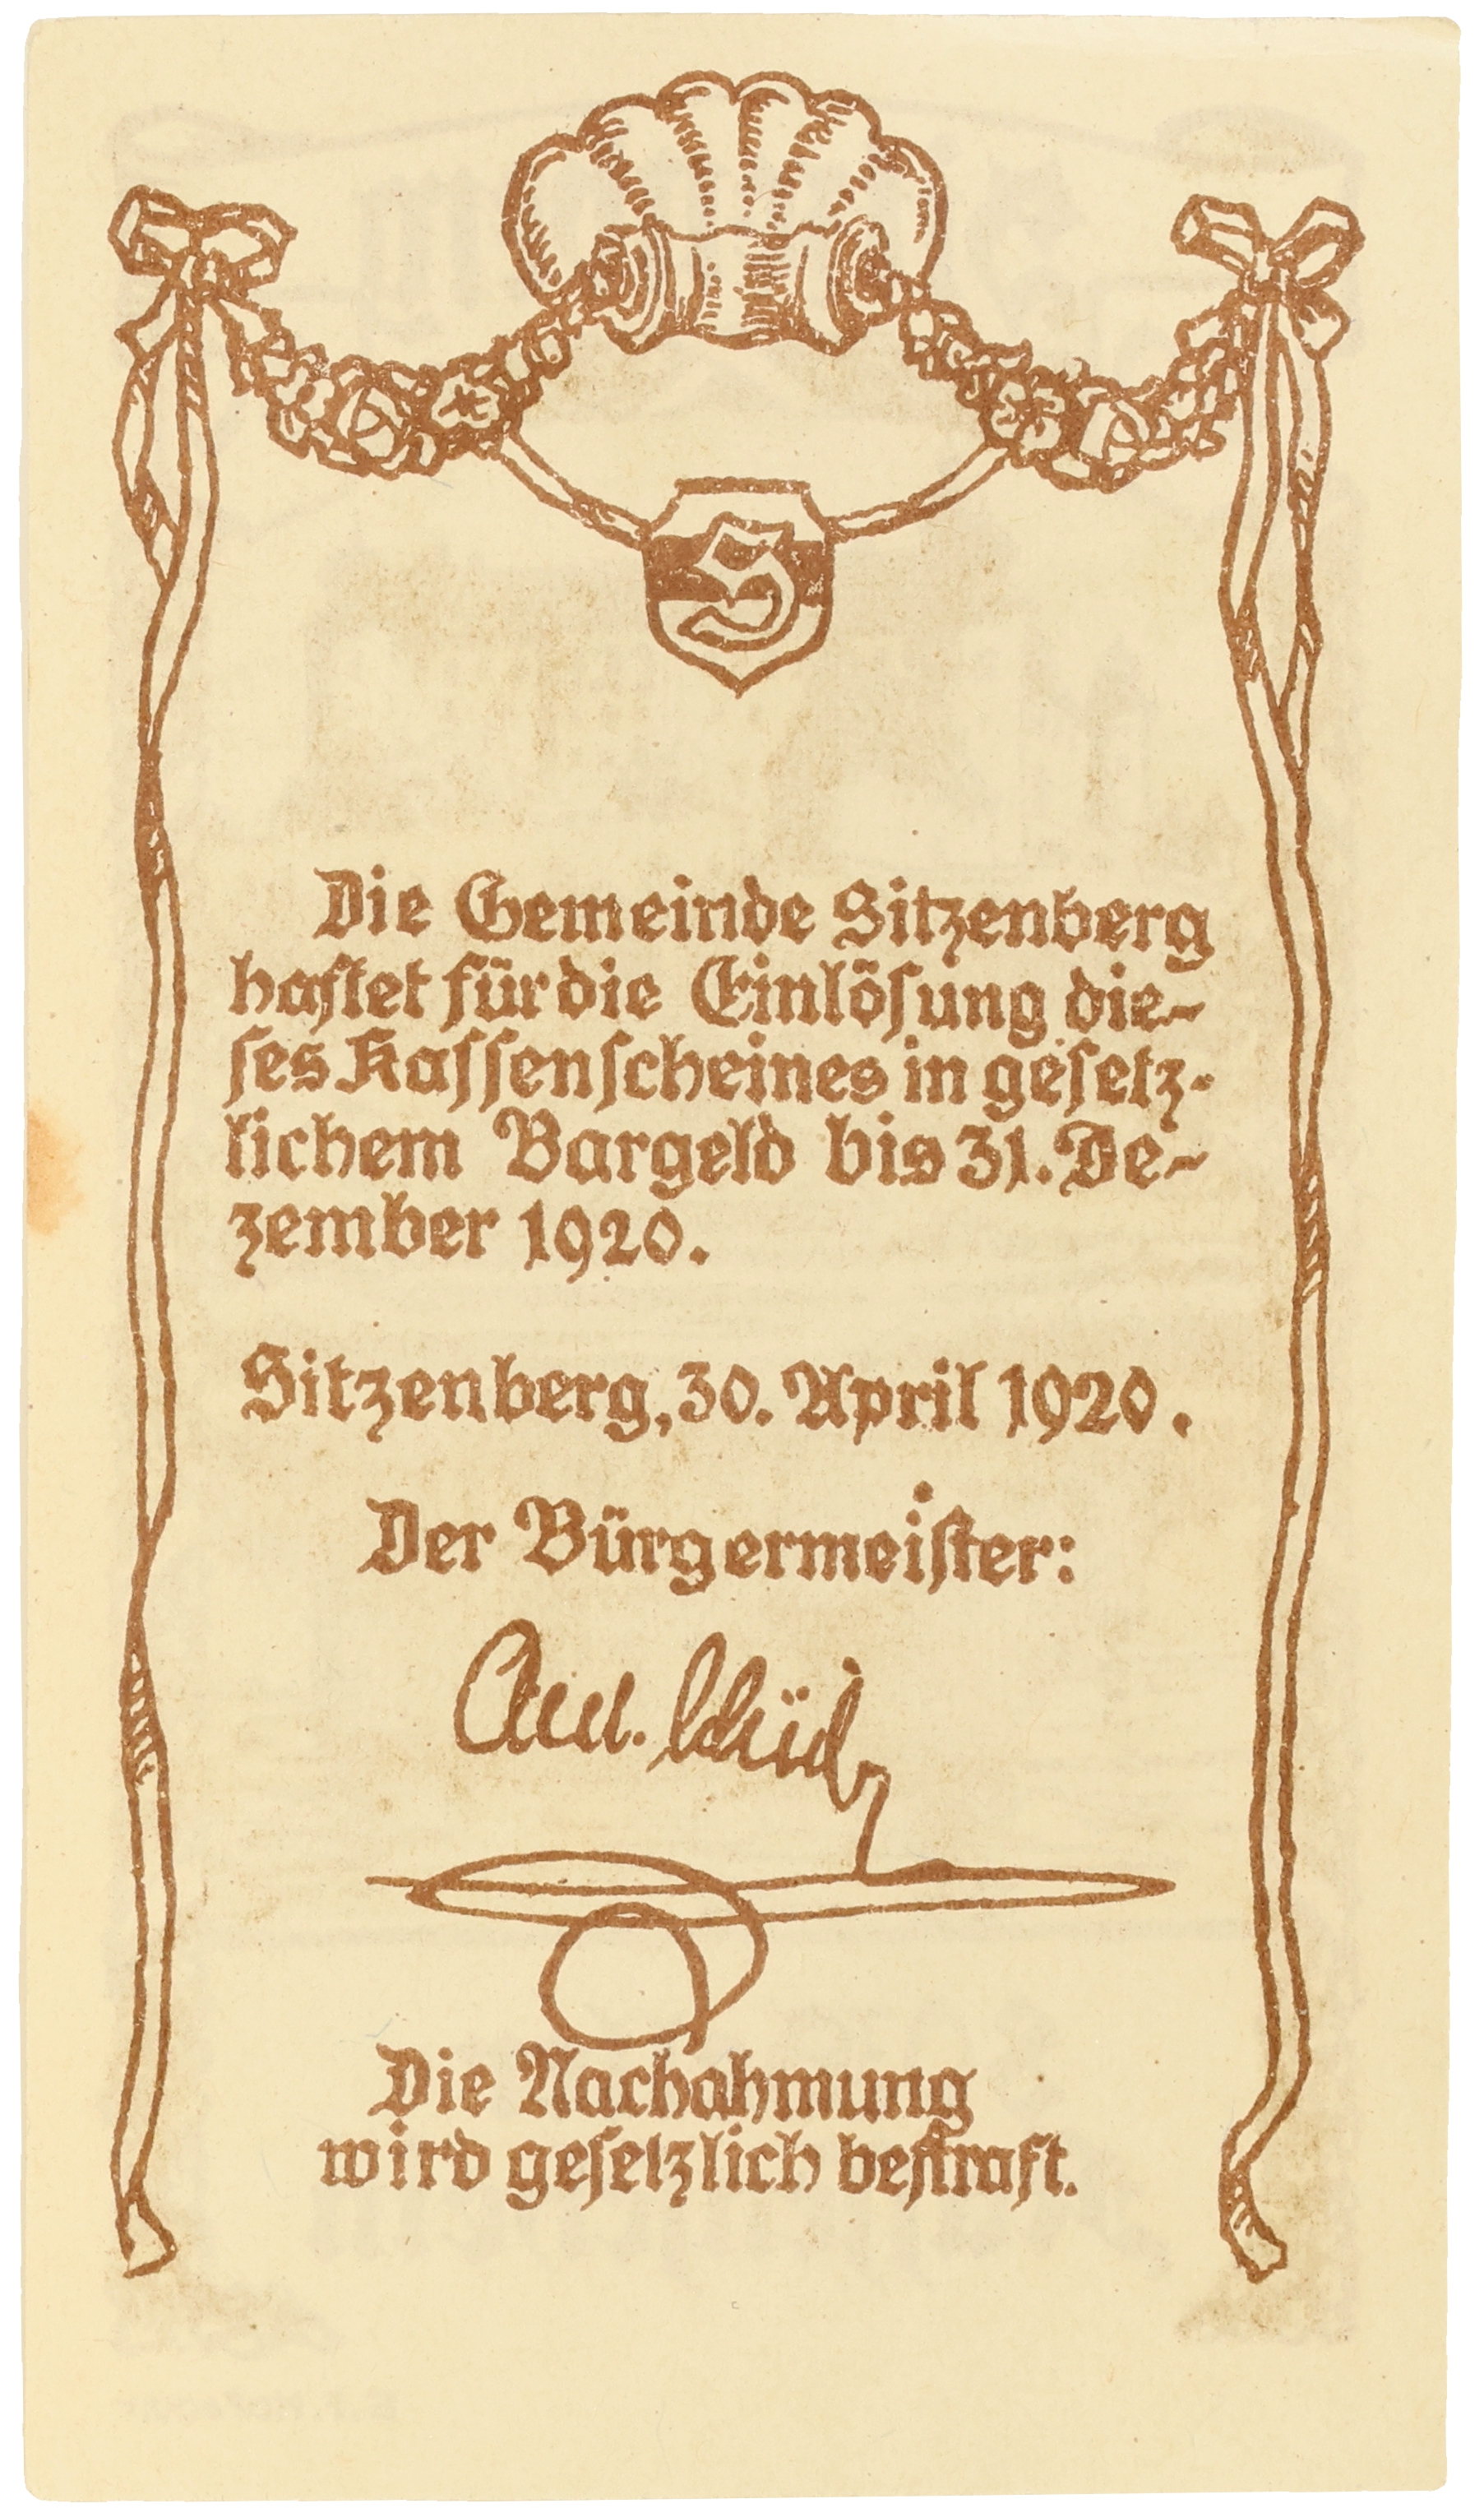 S
Die Gemeinde Sitzenberg
haftet für die Einlösung die-
ses Kassenscheines in gesetz-
lichem Bargeld bis 31. De-
zember 1920.
Sitzenberg, 30. April 1920.
Der Bürgermeister:
Die Nachahmung
wird gesetzlich bestraft.